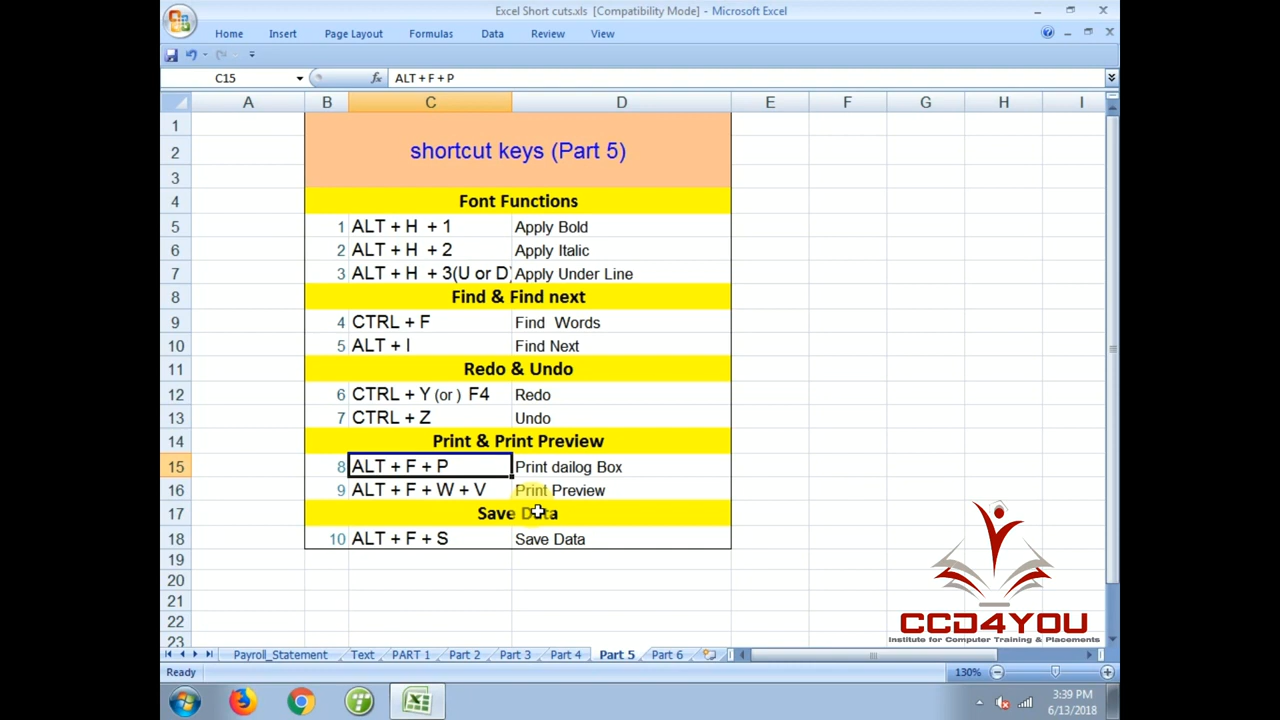 Excel Short cuts.xls [Compatibility Mode] - Microsoft Excel
Home Insert Page Layout Formulas Data Review View
C15 fx ALT + F + P
A B C D E F G H I
1
2 shortcut keys (Part 5)
3
4 Font Functions
5 1 ALT + H + 1 Apply Bold
6 2 ALT + H + 2 Apply Italic
7 3 ALT + H + 3(U or D) Apply Under Line
8 Find & Find next
9 4 CTRL + F Find Words
10 5 ALT + I Find Next
11 Redo & Undo
12 6 CTRL + Y (or ) F4 Redo
13 7 CTRL + Z Undo
14 Print & Print Preview
15 8 ALT + F + P Print dailog Box
16 9 ALT + F + W + V Print Preview
17 Save Data
18 10 ALT + F + S Save Data
19
20
21
22
23
CCD4YOU
Institute for Computer Training & Placements
Payroll_Statement Text PART 1 Part 2 Part 3 Part 4 Part 5 Part 6
Ready 130%
3:39 PM
6/13/2018